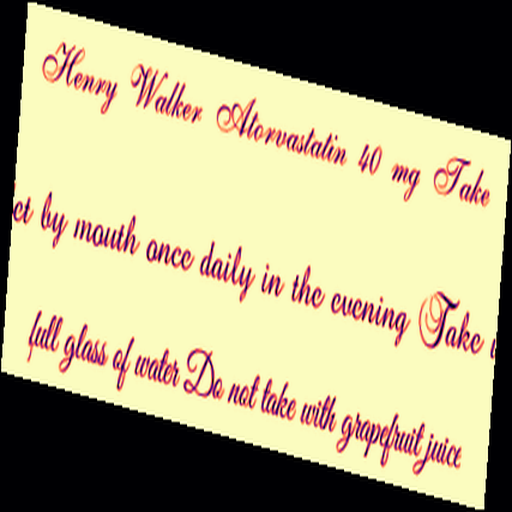 Henry Walker Atorvastatin 40 mg Take
by mouth once daily in the evening Take
full glass of water Do not take with grapefruit juice